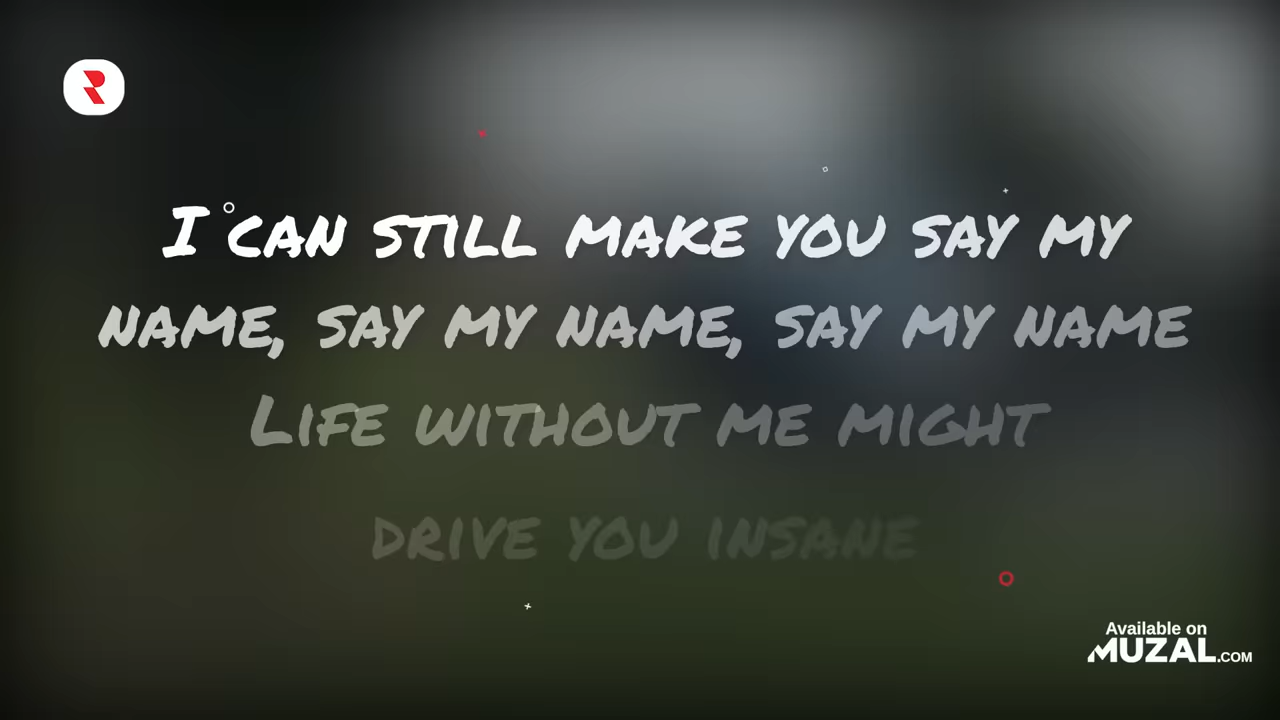 I can still make you say my
name, say my name, say my name
Life without me might
drive you insane
Available on
MUZAL.COM